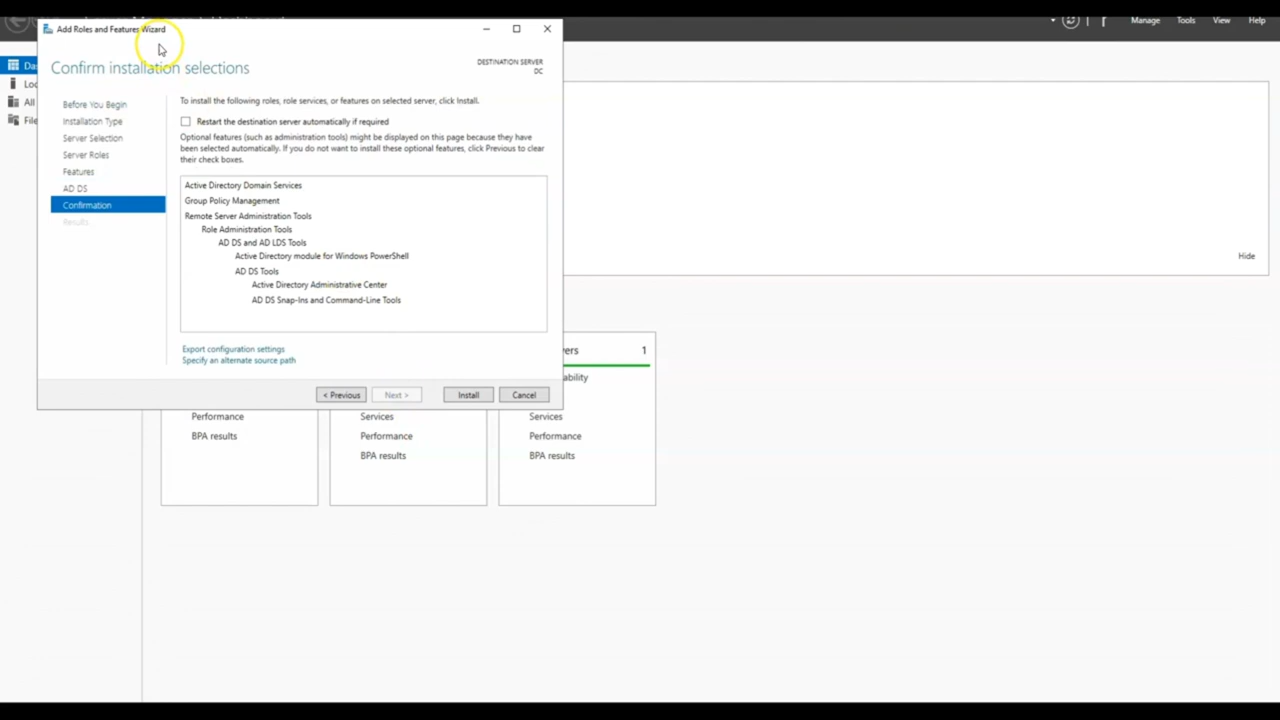 Add Roles and Features Wizard
Manage
Tools
View
Help
Confirm installation selections
DESTINATION SERVER
DC
Before You Begin
Installation Type
Server Selection
Server Roles
Features
AD DS
Confirmation
Results
To install the following roles, role services, or features on selected server, click Install.
Restart the destination server automatically if required
Optional features (such as administration tools) might be displayed on this page because they have
been selected automatically. If you do not want to install these optional features, click Previous to clear
their check boxes.
Active Directory Domain Services
Group Policy Management
Remote Server Administration Tools
Role Administration Tools
AD DS and AD LDS Tools
Active Directory module for Windows PowerShell
AD DS Tools
Active Directory Administrative Center
AD DS Snap-Ins and Command-Line Tools
Export configuration settings
Specify an alternate source path
< Previous
Next >
Install
Cancel
All
Hide
1
Performance
BPA results
Services
Performance
BPA results
Services
Performance
BPA results